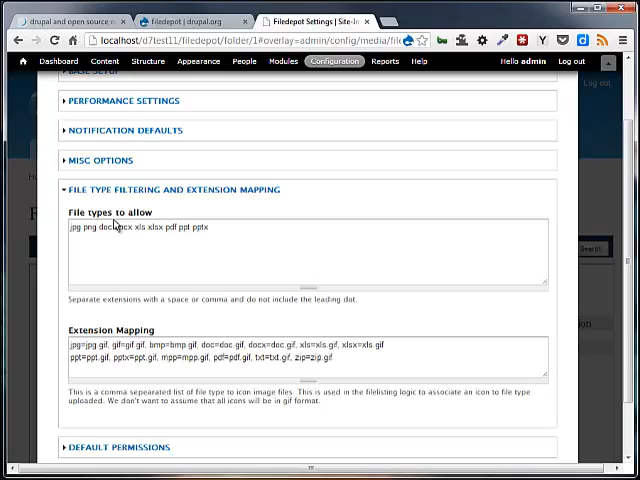 drupal and open source m
filedepot | drupal.org
Filedepot Settings | Site-In
localhost/d7test11/filedepot/folder/1#overlay=admin/config/media/file
Dashboard Content Structure Appearance People Modules Configuration Reports Help Hello admin Log out
Log out
BASE SETUP
PERFORMANCE SETTINGS
NOTIFICATION DEFAULTS
MISC OPTIONS
FILE TYPE FILTERING AND EXTENSION MAPPING
File types to allow
jpg png doc docx xls xlsx pdf ppt pptx
Search
Separate extensions with a space or comma and do not include the leading dot.
Extension Mapping
jpg=jpg.gif, gif=gif.gif, bmp=bmp.gif, doc=doc.gif, docx=doc.gif, xls=xls.gif, xlsx=xls.gif
ppt=ppt.gif, pptx=ppt.gif, mpp=mpp.gif, pdf=pdf.gif, txt=txt.gif, zip=zip.gif
This is a comma sepearated list of file type to icon image files. This is used in the filelisting logic to associate an icon to file type
uploaded. We don't want to assume that all icons will be in gif format.
DEFAULT PERMISSIONS